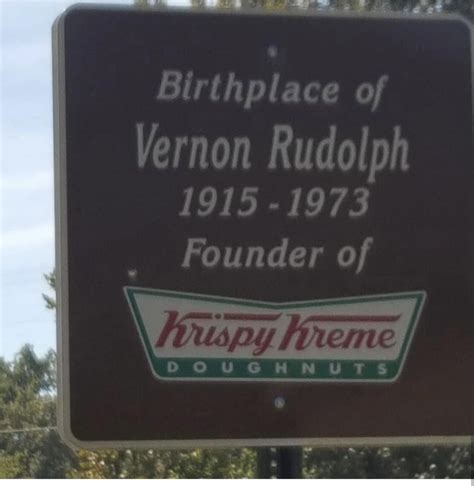 Birthplace of
Vernon Rudolph
1915 - 1973
Founder of
Krispy Kreme
DOUGHNUTS